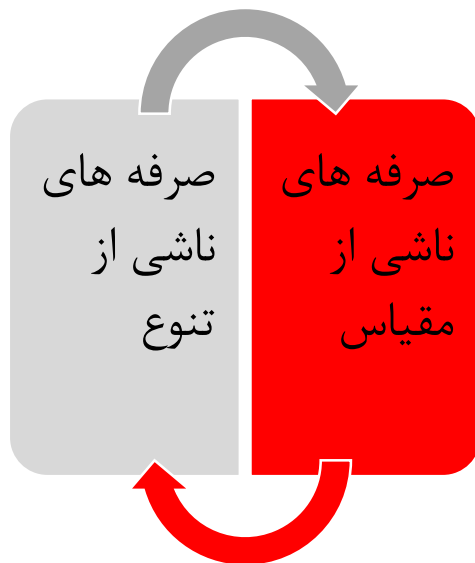 صرفه های
ناشی از
مقیاس
صرفه های
ناشی از
تنوع